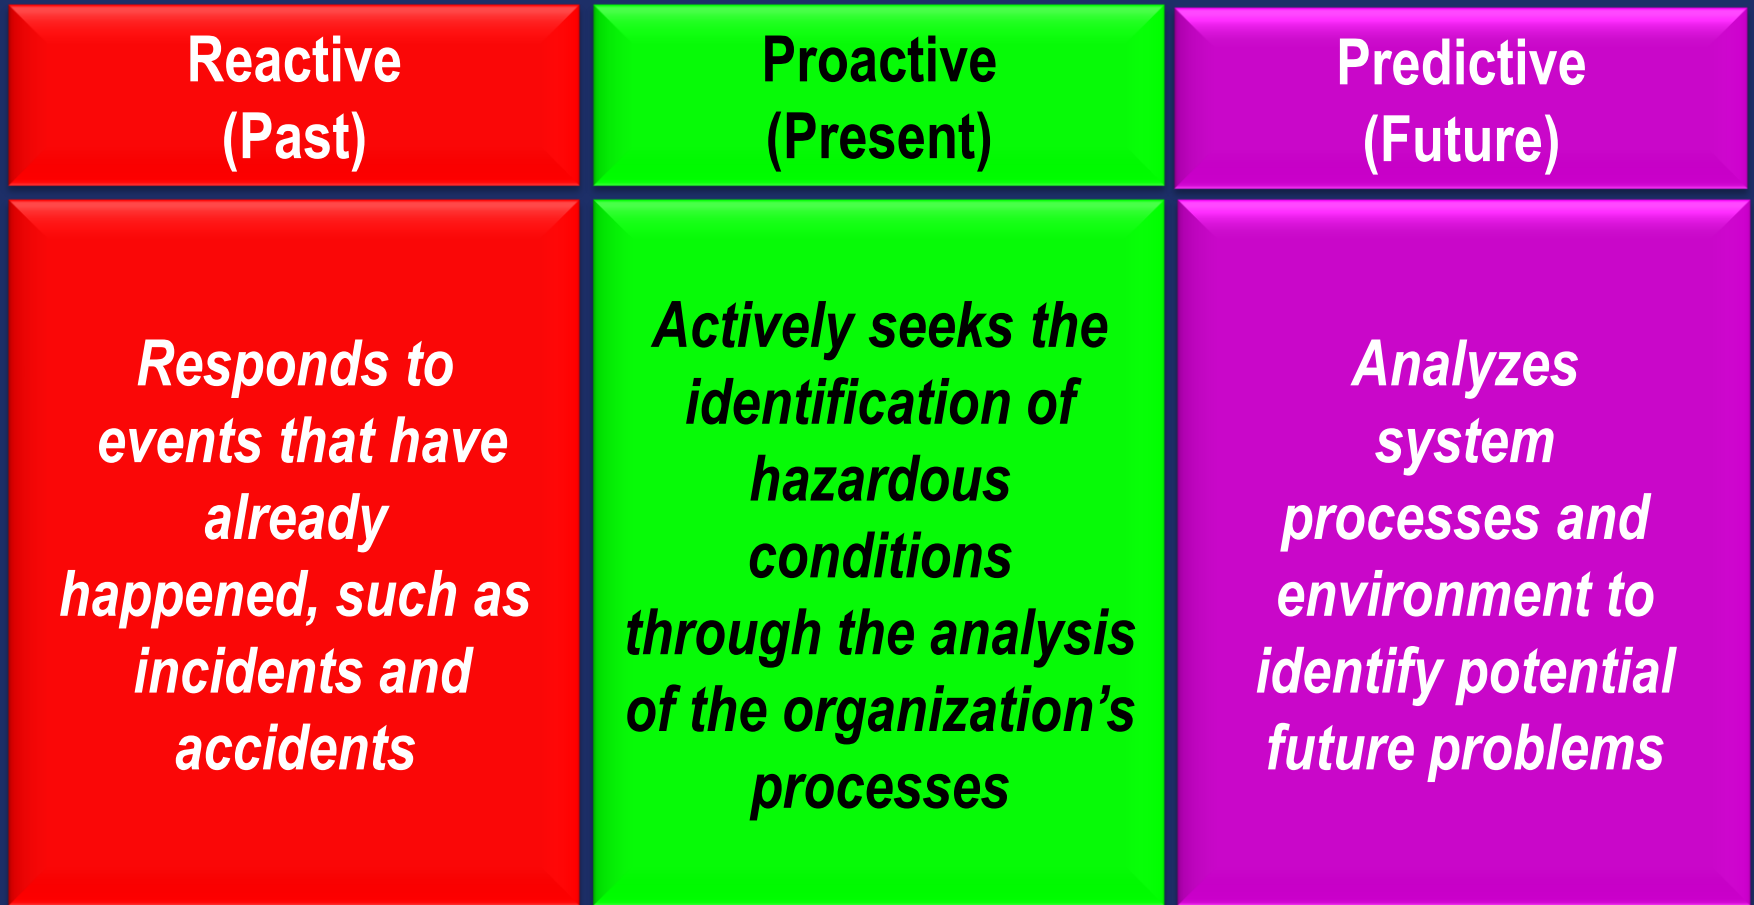 Reactive
(Past)
Proactive
(Present)
Predictive
(Future)
Responds to
events that have
already
happened, such as
incidents and
accidents
Actively seeks the
identification of
hazardous
conditions
through the analysis
of the organization’s
processes
Analyzes
system
processes and
environment to
identify potential
future problems